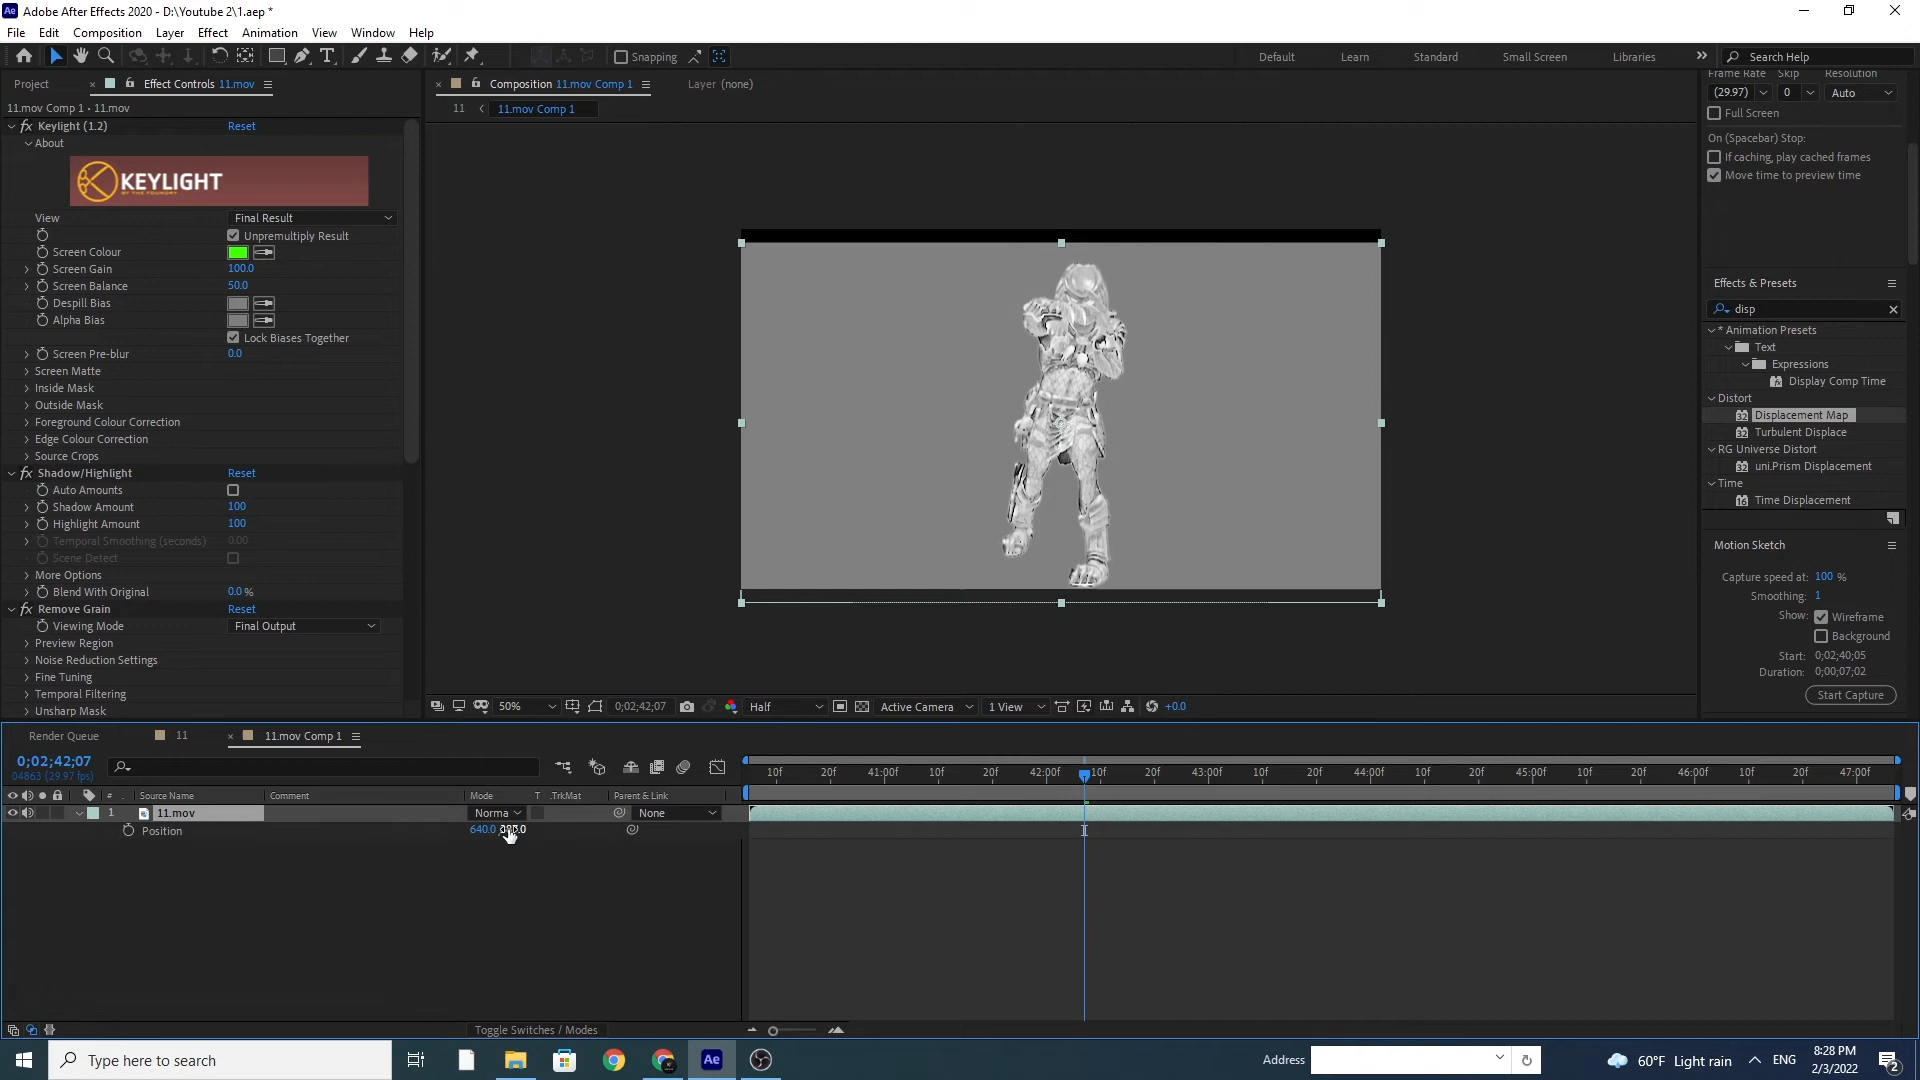 Adobe After Effects 2020 - D:\Youtube 2\1.aep *
File Edit Composition Layer Effect Animation View Window Help
Snapping
Default Learn Standard Small Screen Libraries
Search Help
Project
Effect Controls 11.mov
11.mov Comp 1 • 11.mov
Keylight (1.2) Reset
About
KEYLIGHT
BY THE FOUNDRY
View Final Result
Unpremultiply Result
Screen Colour
Screen Gain 100.0
Screen Balance 50.0
Despill Bias
Alpha Bias
Lock Biases Together
Screen Pre-blur 0.0
Screen Matte
Inside Mask
Outside Mask
Foreground Colour Correction
Edge Colour Correction
Source Crops
Shadow/Highlight Reset
Auto Amounts
Shadow Amount 100
Highlight Amount 100
Temporal Smoothing (seconds) 0.00
Scene Detect
More Options
Blend With Original 0.0 %
Remove Grain Reset
Viewing Mode Final Output
Preview Region
Noise Reduction Settings
Fine Tuning
Temporal Filtering
Unsharp Mask
Composition 11.mov Comp 1
Layer (none)
11 11.mov Comp 1
50% 0;02;42;07 Half Active Camera 1 View +0.0
Frame Rate Skip Resolution
(29.97) 0 Auto
Full Screen
On (Spacebar) Stop:
If caching, play cached frames
Move time to preview time
Effects & Presets
disp
* Animation Presets
Text
Expressions
Display Comp Time
Distort
Displacement Map
Turbulent Displace
RG Universe Distort
uni.Prism Displacement
Time
Time Displacement
Motion Sketch
Capture speed at: 100 %
Smoothing: 1
Show: Wireframe
Background
Start: 0;02;40;05
Duration: 0;00;07;02
Start Capture
Render Queue 11 11.mov Comp 1
0;02;42;07
04863 (29.97 fps)
# Source Name Comment Mode T .TrkMat Parent & Link
10f 20f 41:00f 10f 20f 42:00f 10f 20f 43:00f 10f 20f 44:00f 10f 20f 45:00f 10f 20f 46:00f 10f 20f 47:00f
1 11.mov Norma None
Position 640.0
Toggle Switches / Modes
Type here to search
Address
60°F Light rain
ENG
8:28 PM
2/3/2022
2